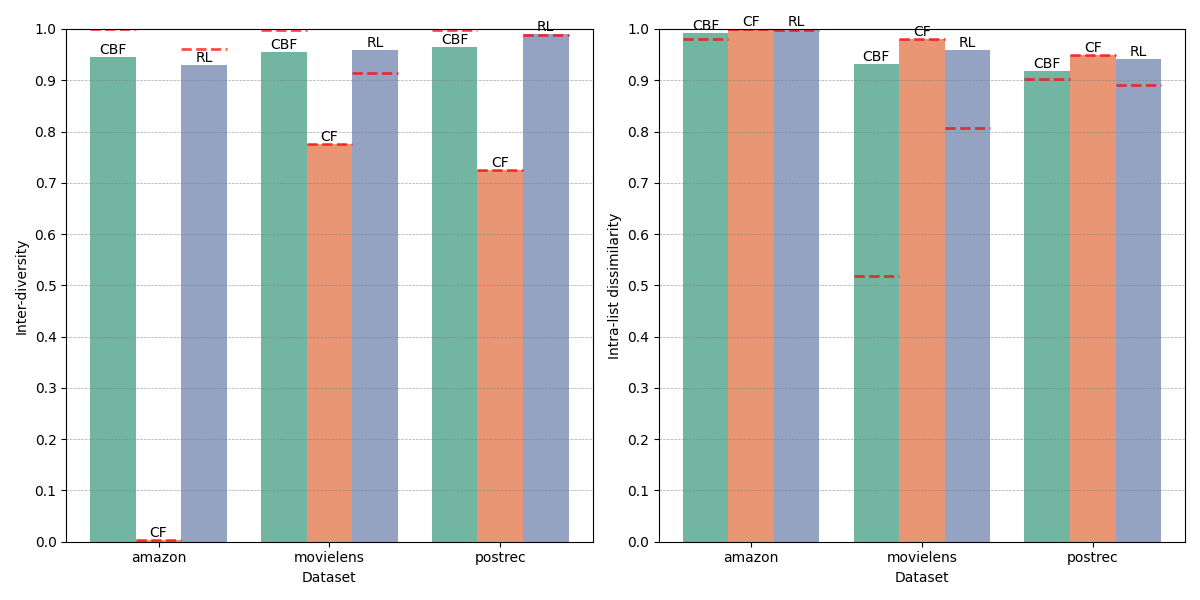 Inter-diversity
1.0
0.9
0.8
0.7
0.6
0.5
0.4
0.3
0.2
0.1
0.0
CBF
CF
RL
CBF
CF
RL
CBF
CF
RL
amazon
movielens
postrec
Dataset
Intra-list dissimilarity
1.0
0.9
0.8
0.7
0.6
0.5
0.4
0.3
0.2
0.1
0.0
CBF
CF
RL
CBF
CF
RL
CBF
CF
RL
amazon
movielens
postrec
Dataset